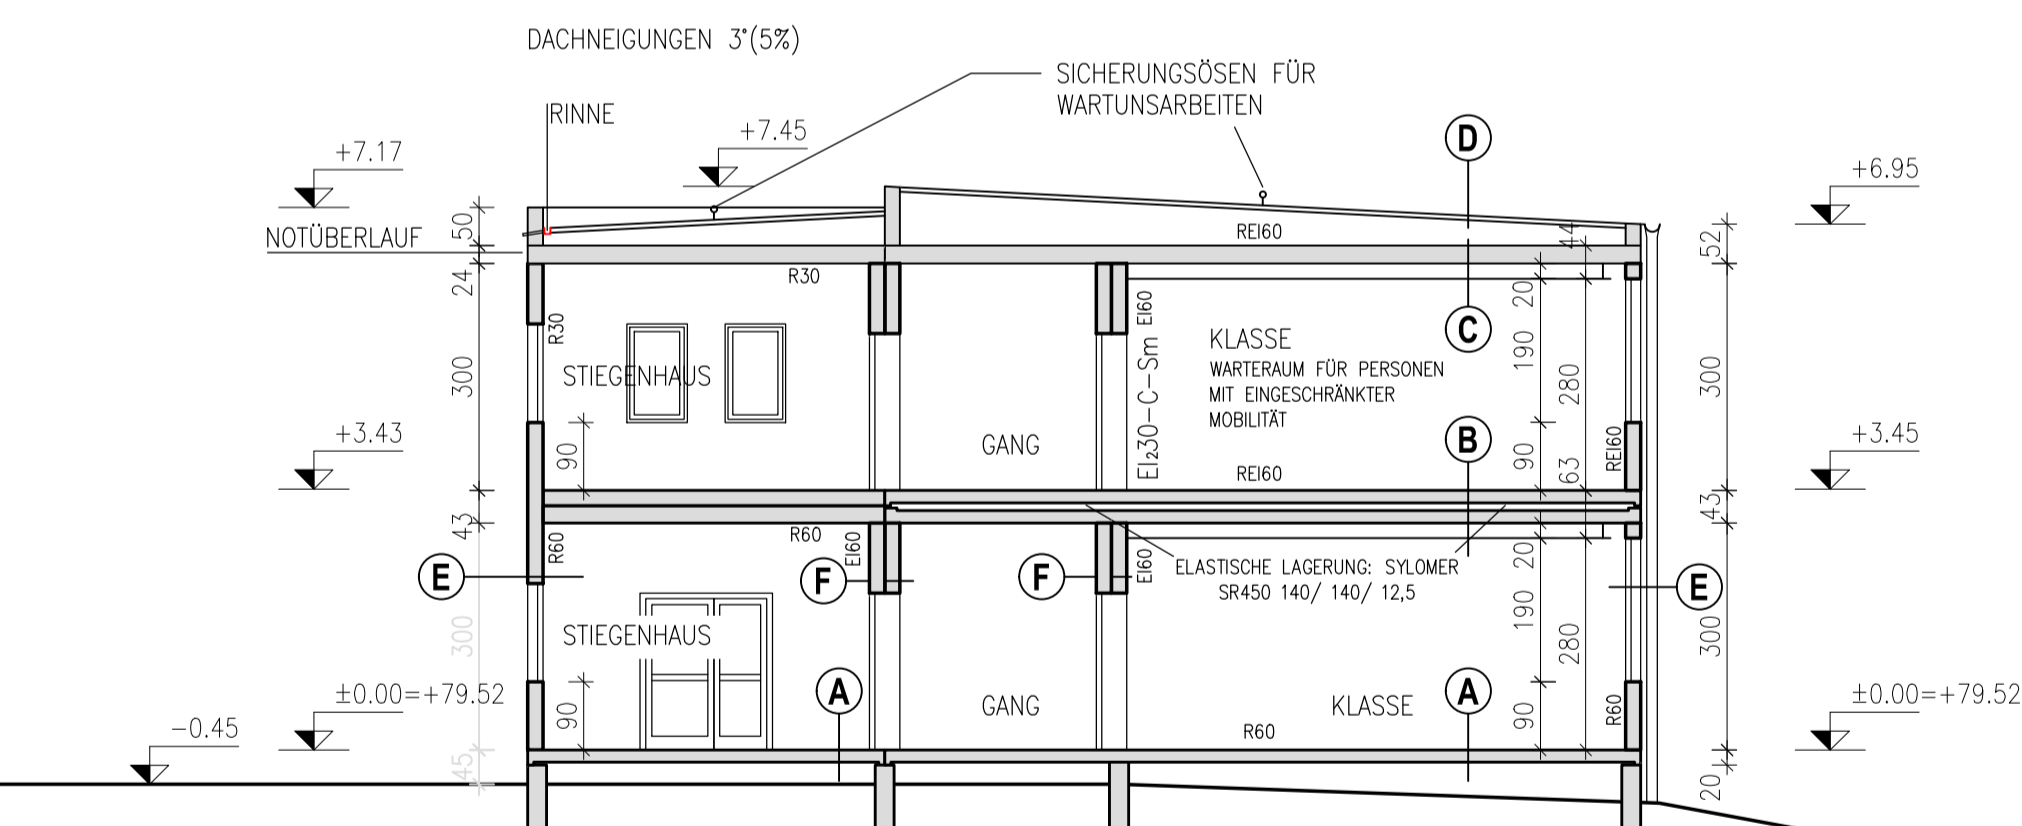 DACHNEIGUNGEN 3°(5%)
SICHERUNGSÖSEN FÜR
WARTUNSARBEITEN
RINNE
+7.45
+7.17
+6.95
D
NOTÜBERLAUF
50
REI60
44
52
24
R30
20
EI60
R30
C
KLASSE
WARTERAUM FÜR PERSONEN
MIT EINGESCHRÄNKTER
MOBILITÄT
190
300
STIEGENHAUS
280
300
EI₂30-C-Sm
+3.43
GANG
B
+3.45
90
90
63
REI60
REI60
43
43
R60
R60
EI60
EI60
20
E
F
F
ELASTISCHE LAGERUNG: SYLOMER
SR450 140/ 140/ 12,5
E
300
STIEGENHAUS
190
280
300
±0.00=+79.52
A
A
±0.00=+79.52
GANG
KLASSE
90
90
R60
R60
-0.45
45
20